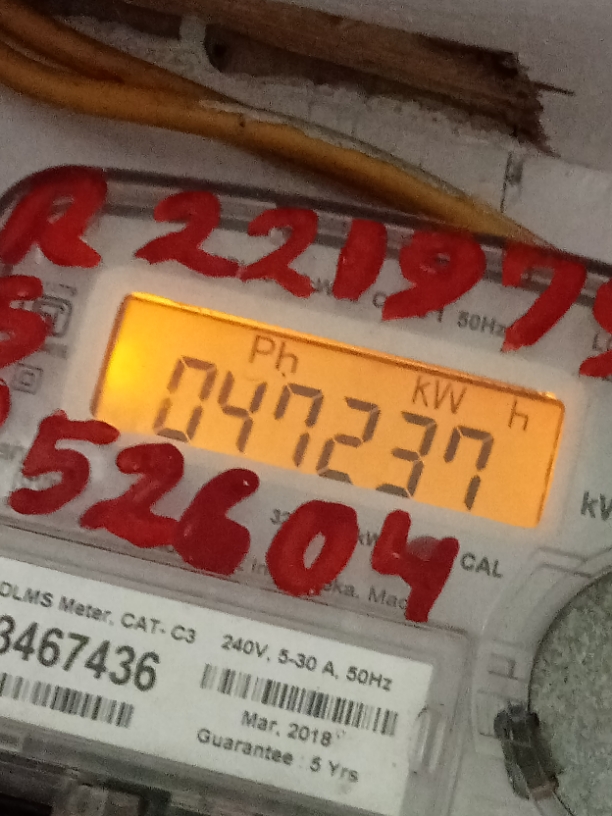 R 221979
50Hz
Ph kW h
047237
52604
CAL
DLMS Meter, CAT- C3
3467436
240V, 5-30 A, 50Hz
Mar. 2018
Guarantee : 5 Yrs